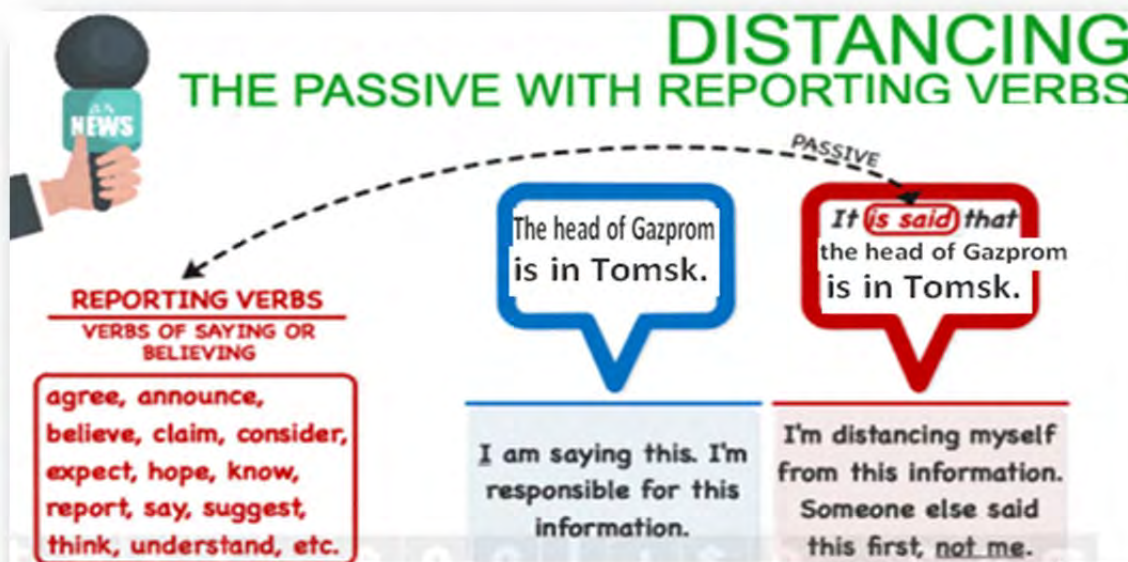 DISTANCING
THE PASSIVE WITH REPORTING VERBS
NEWS
PASSIVE
The head of Gazprom
is in Tomsk.
It is said that
the head of Gazprom
is in Tomsk.
REPORTING VERBS
VERBS OF SAYING OR
BELIEVING
agree, announce,
believe, claim, consider,
expect, hope, know,
report, say, suggest,
think, understand, etc.
I am saying this. I'm
responsible for this
information.
I'm distancing myself
from this information.
Someone else said
this first, not me.